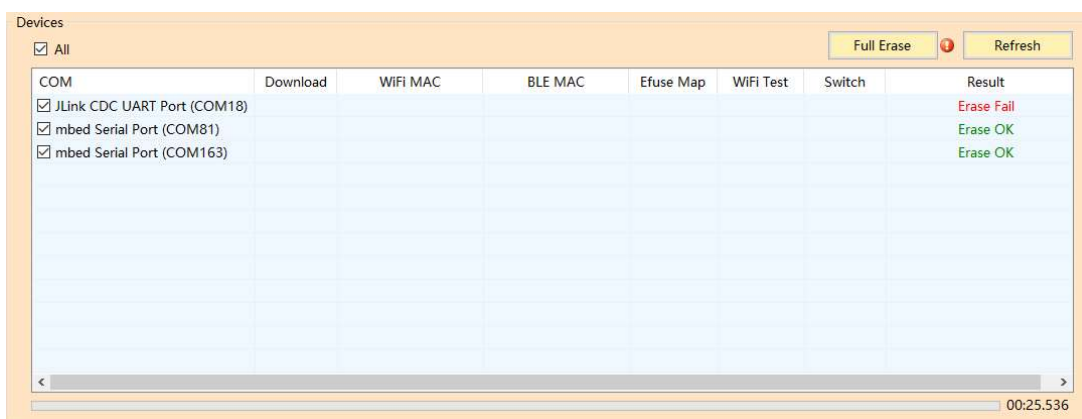 Devices
All
Full Erase
Refresh
COM Download WiFi MAC BLE MAC Efuse Map WiFi Test Switch Result
JLink CDC UART Port (COM18) Erase Fail
mbed Serial Port (COM81) Erase OK
mbed Serial Port (COM163) Erase OK
00:25.536